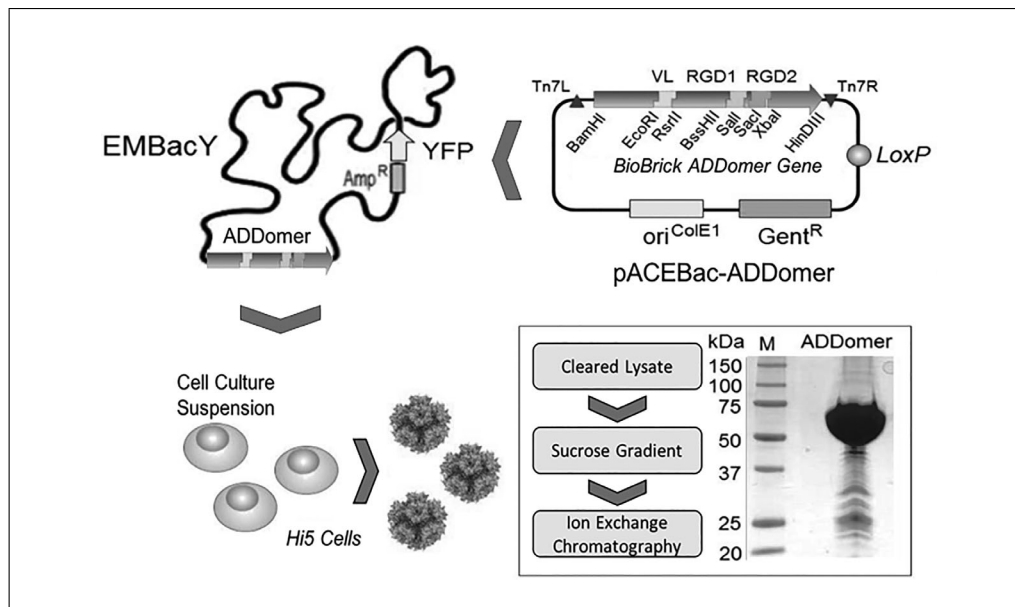 EMBacY
YFP
Amp^R
ADDomer
Tn7L
VL
RGD1
RGD2
Tn7R
BamHI
EcoRI
RsrII
BssHII
SalI
SacI
XbaI
HinDIII
BioBrick ADDomer Gene
LoxP
ori^ColE1
Gent^R
pACEBac-ADDomer
Cell Culture
Suspension
Hi5 Cells
Cleared Lysate
Sucrose Gradient
Ion Exchange
Chromatography
kDa M ADDomer
150
100
75
50
37
25
20